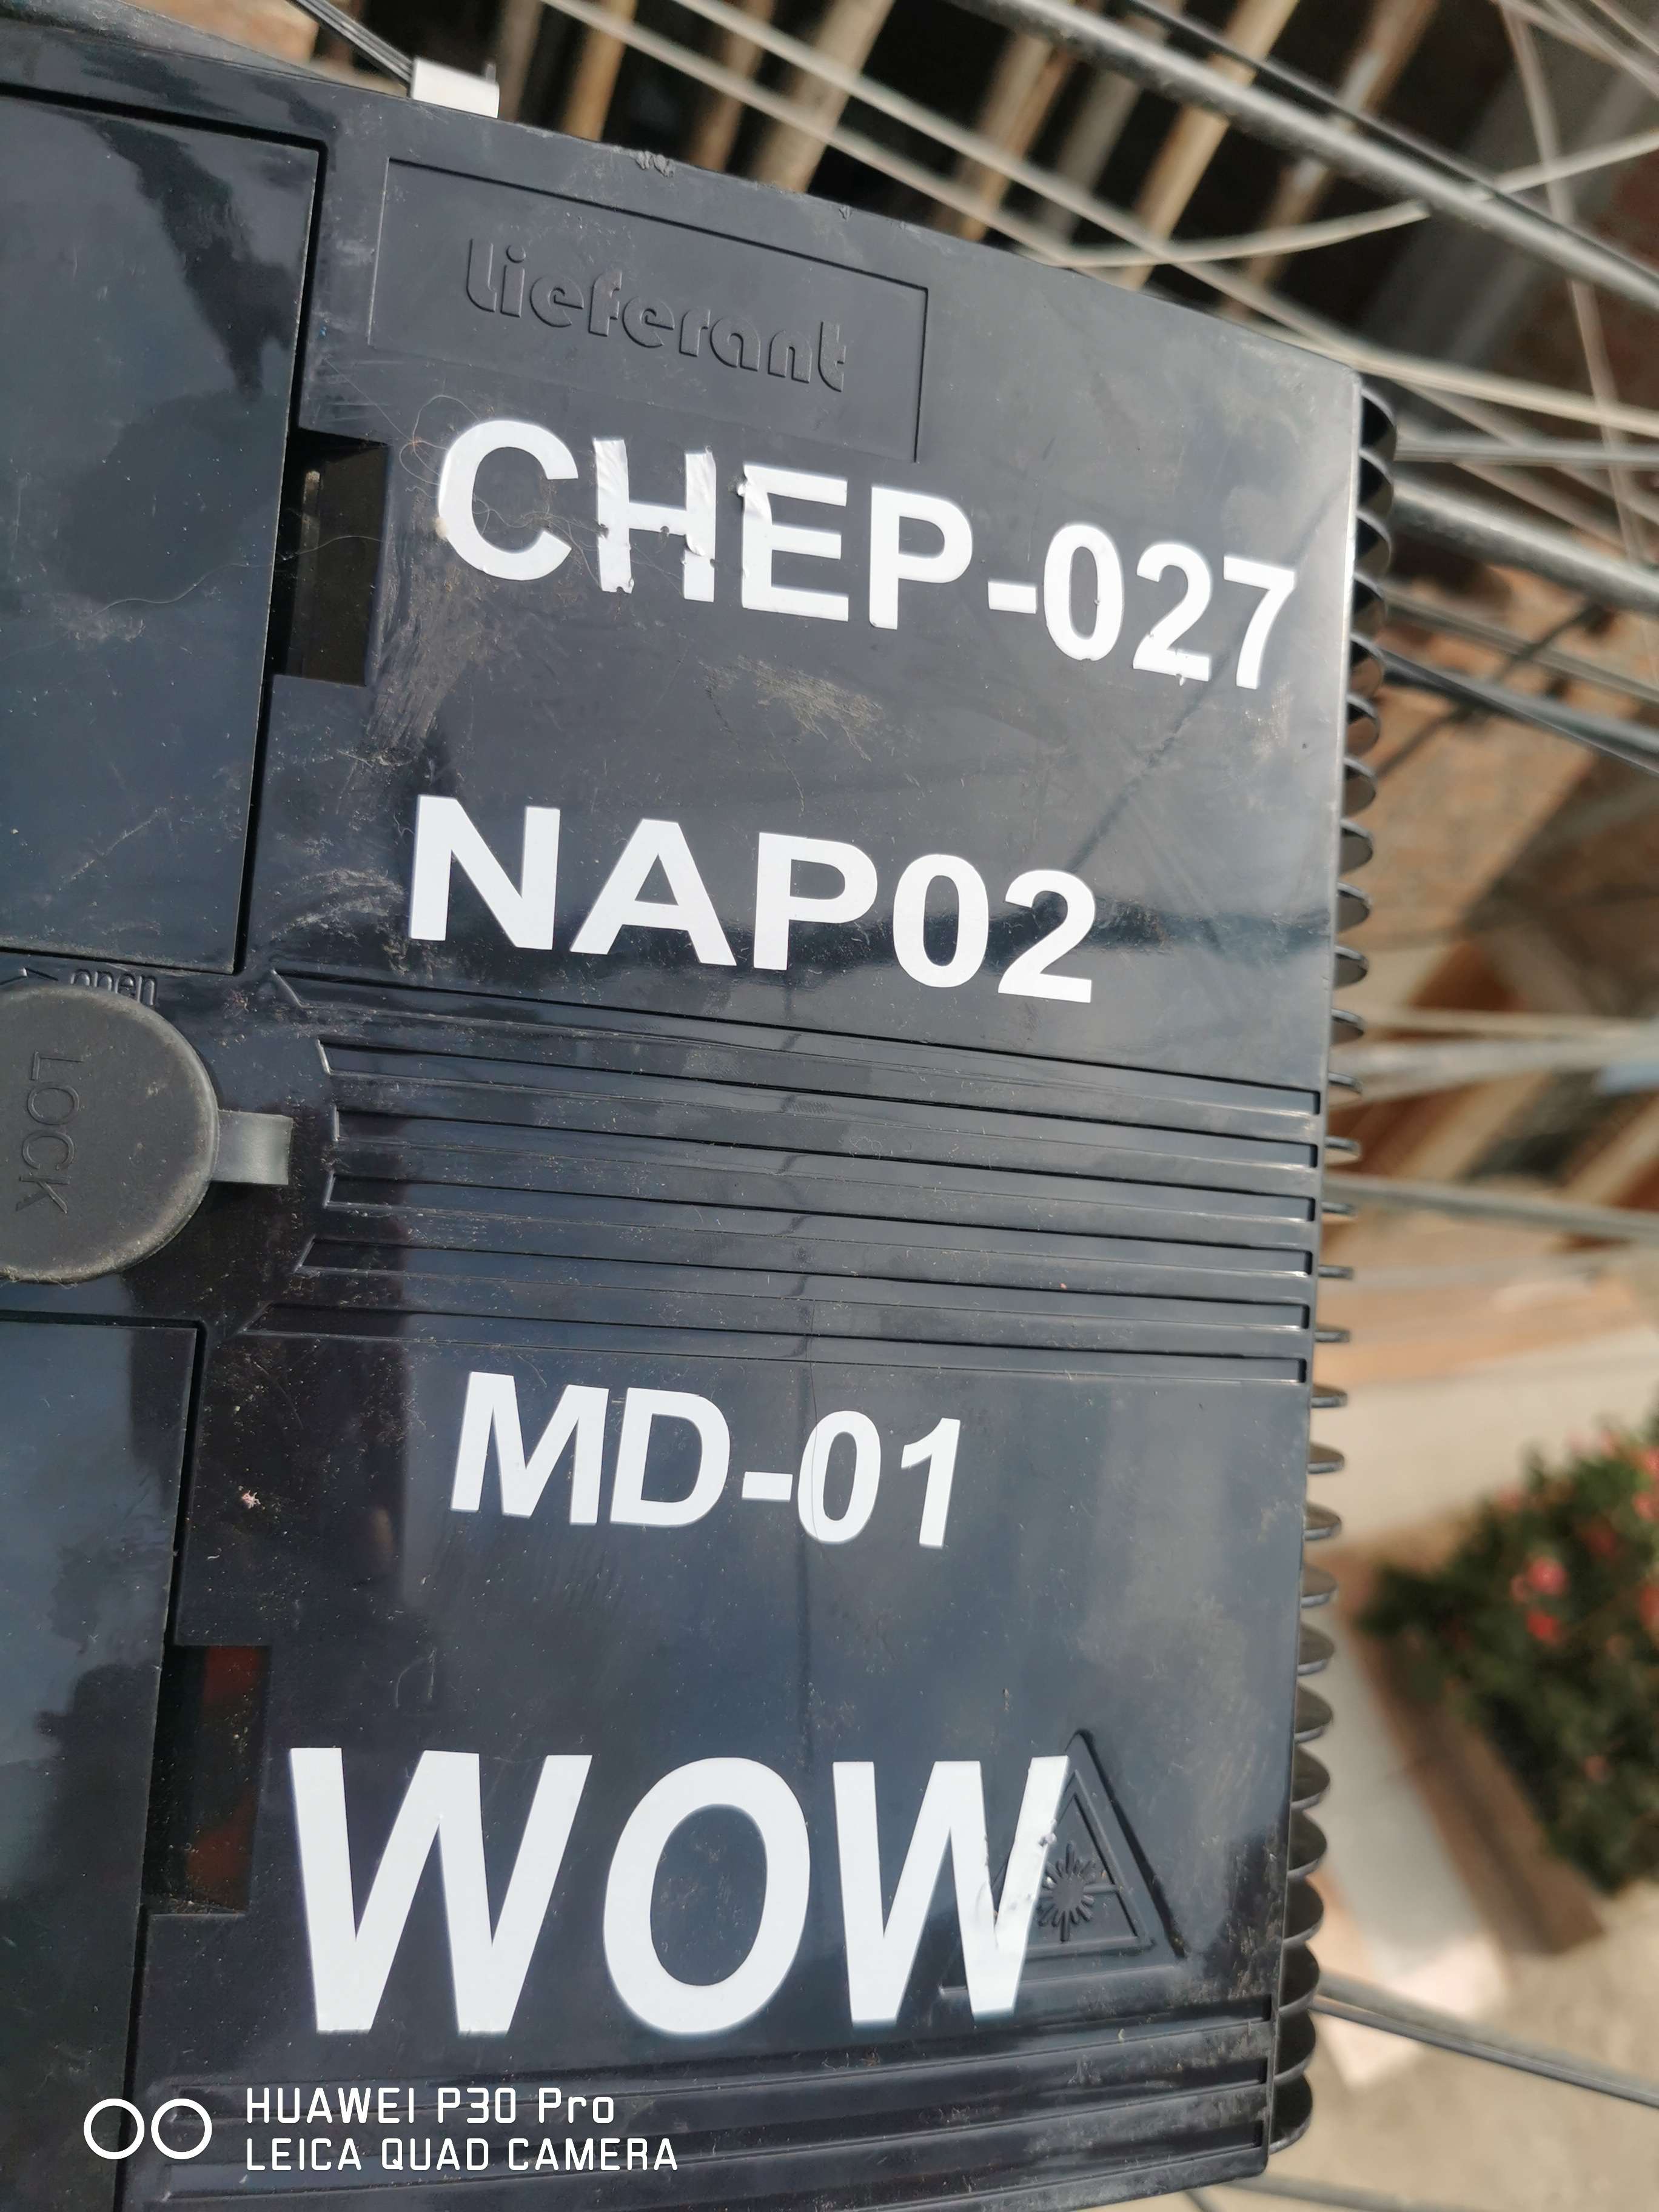 lieferant
CHEP-027
NAP02
open
LOCK
MD-01
WOW
HUAWEI P30 Pro
LEICA QUAD CAMERA